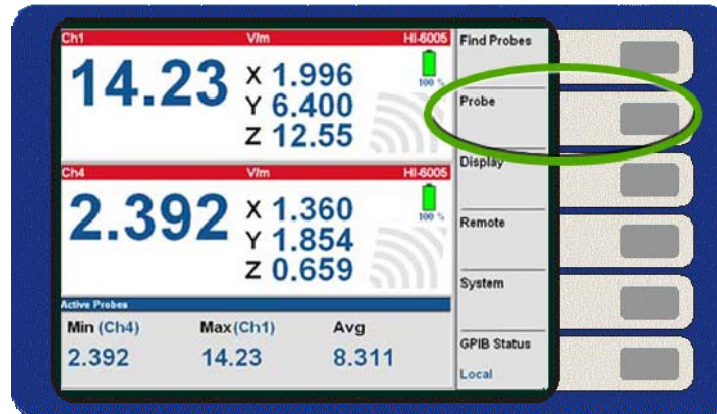 Ch1 V/m HI-6005
14.23
X 1.996
Y 6.400
Z 12.55
100 %
Ch4 V/m HI-6005
2.392
X 1.360
Y 1.854
Z 0.659
100 %
Active Probes
Min (Ch4) Max(Ch1) Avg
2.392 14.23 8.311
Find Probes
Probe
Display
Remote
System
GPIB Status
Local